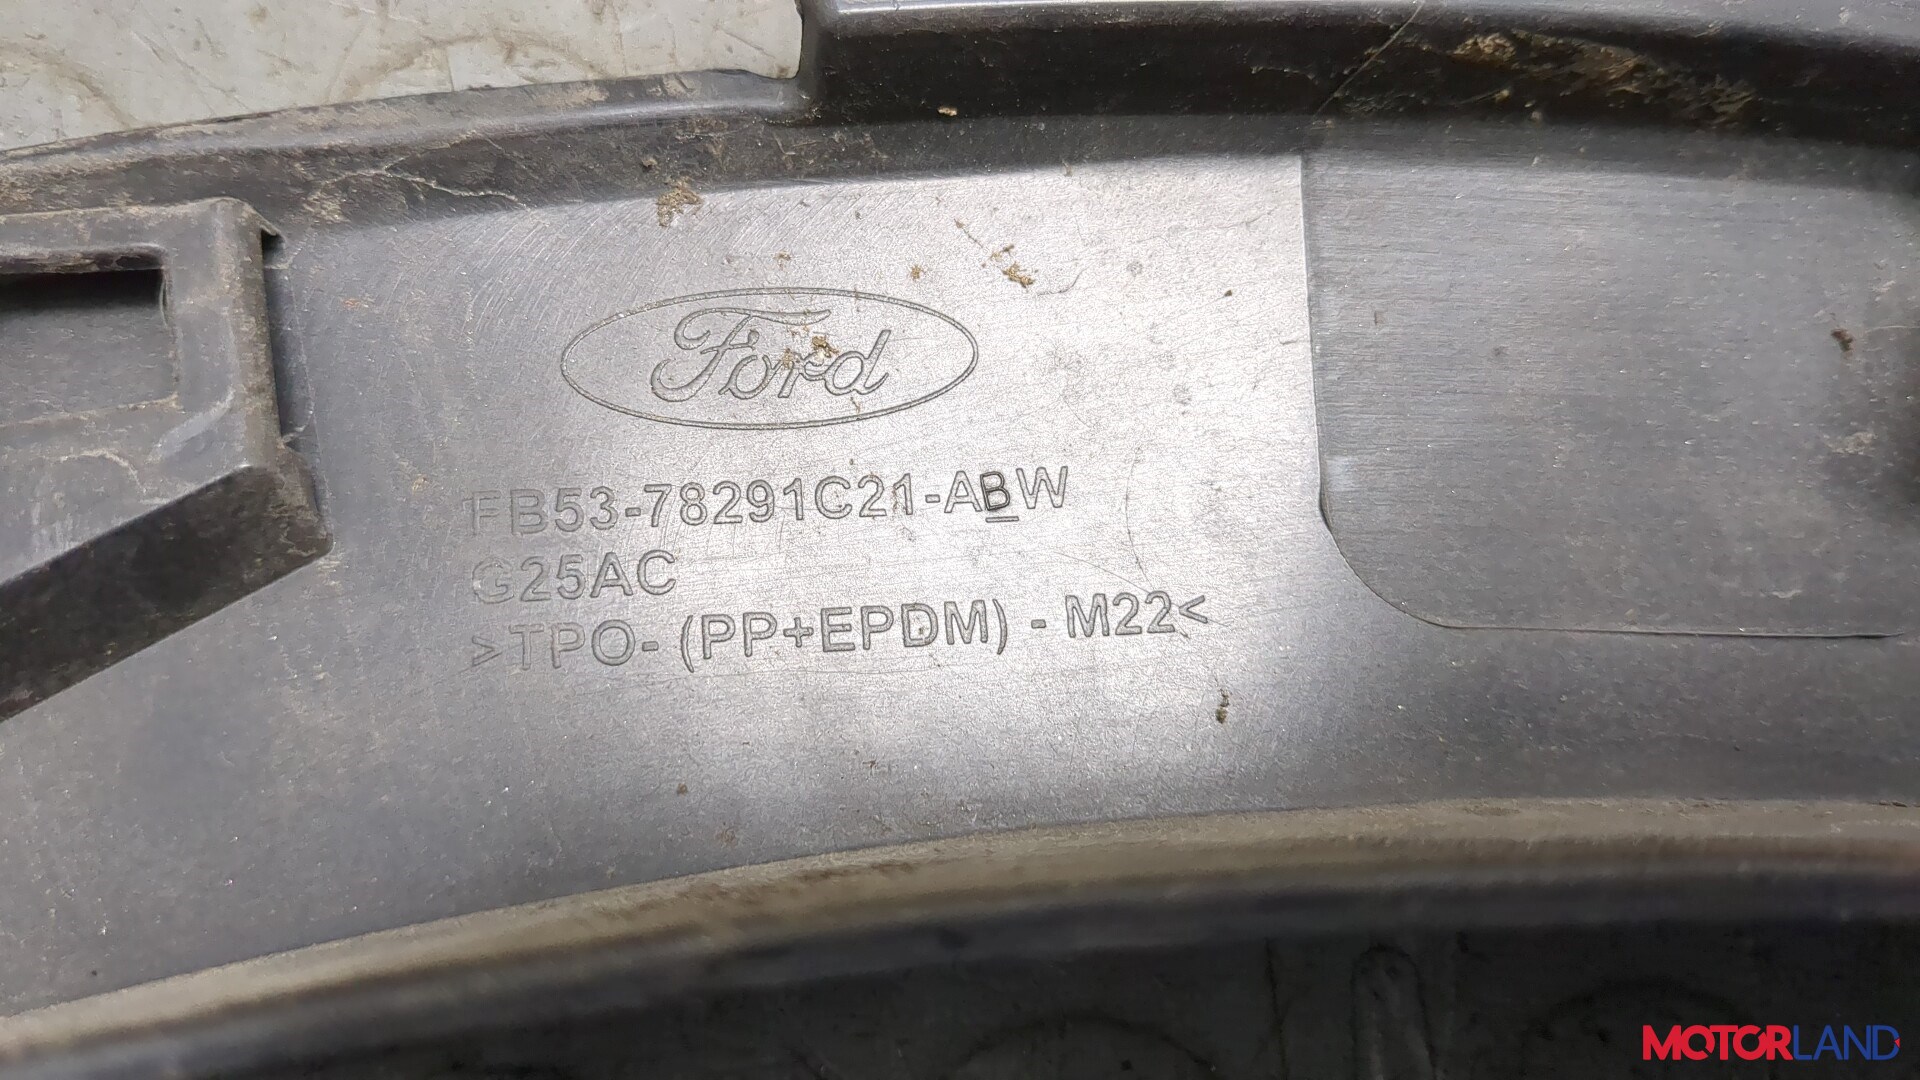 Ford
FB53-78291C21-ABW
G25AC
>TPO- (PP+EPDM) - M22<
MOTORLAND